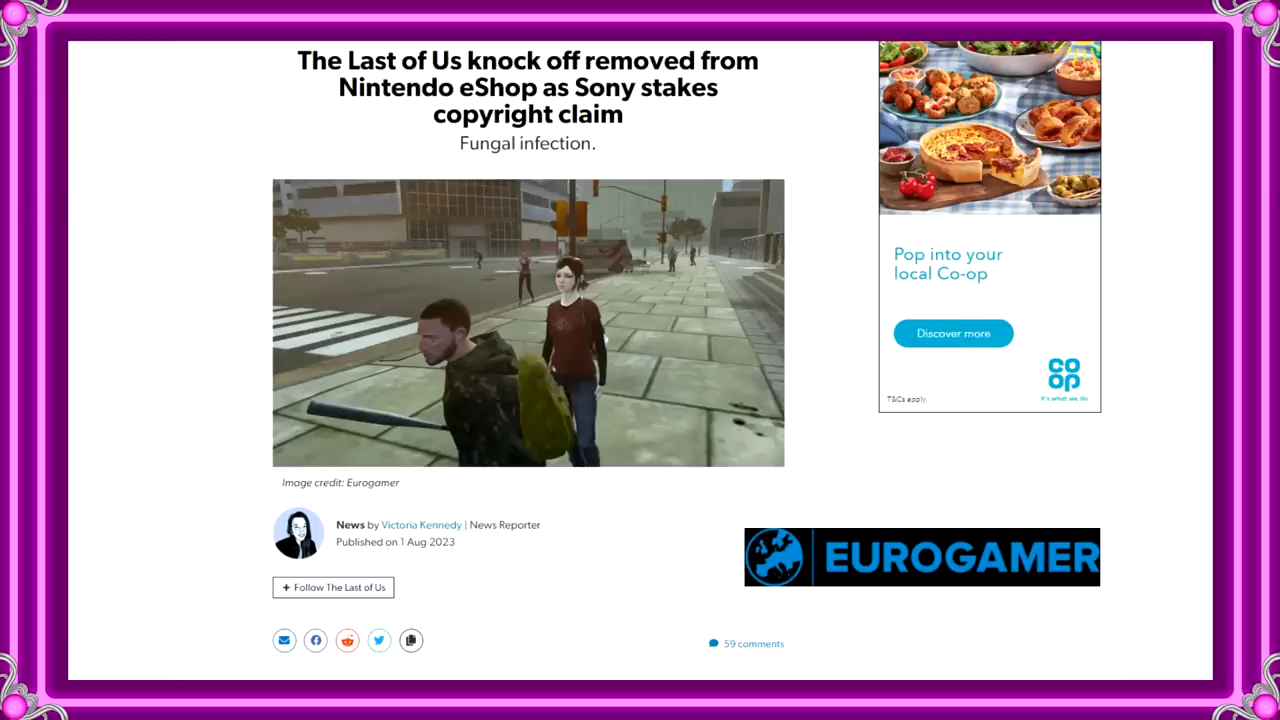 The Last of Us knock off removed from
Nintendo eShop as Sony stakes
copyright claim
Fungal infection.
Image credit: Eurogamer
News by Victoria Kennedy | News Reporter
Published on 1 Aug 2023
+ Follow The Last of Us
59 comments
Pop into your
local Co-op
Discover more
CO
OP
It's what we do
T&Cs apply.
EUROGAMER